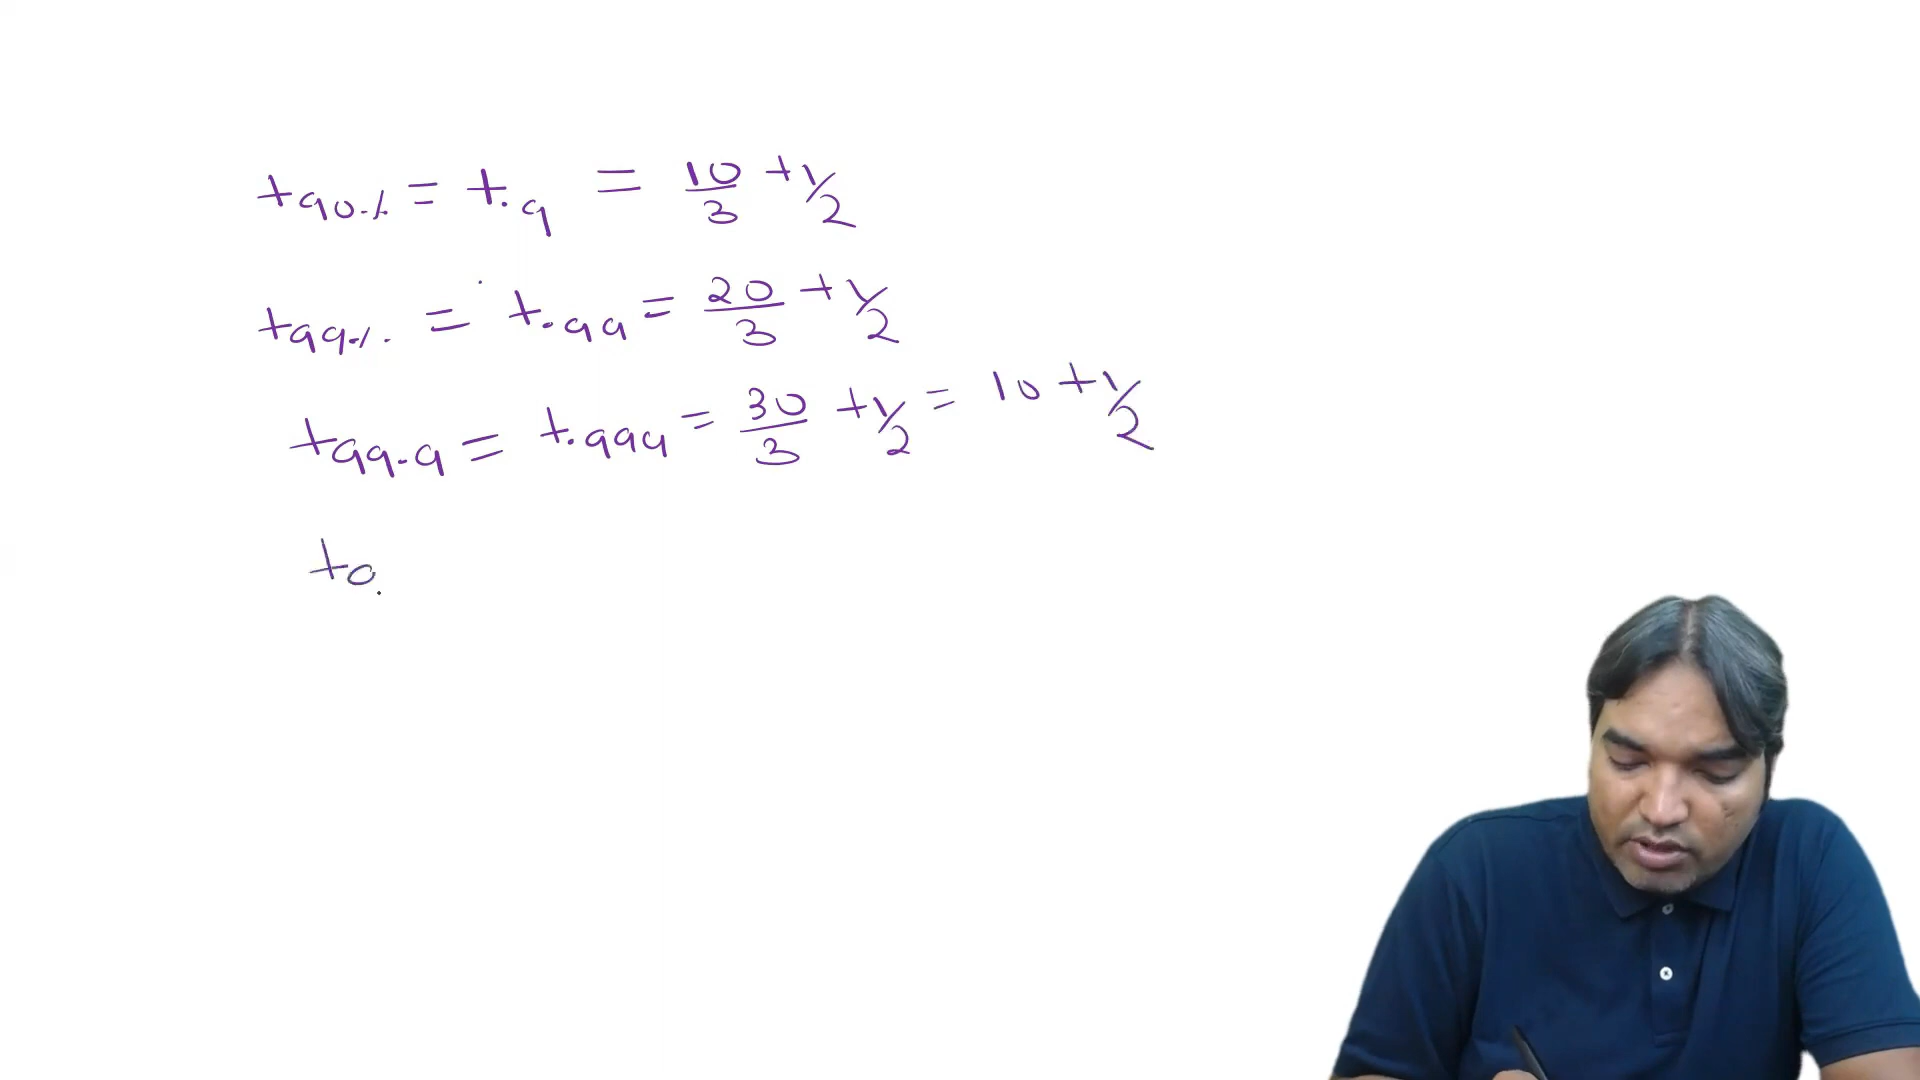 t90% = t.9 = 10/3 + 1/2
t99% = t.99 = 20/3 + 1/2
t99.9 = t.999 = 30/3 + 1/2 = 10 + 1/2
t0